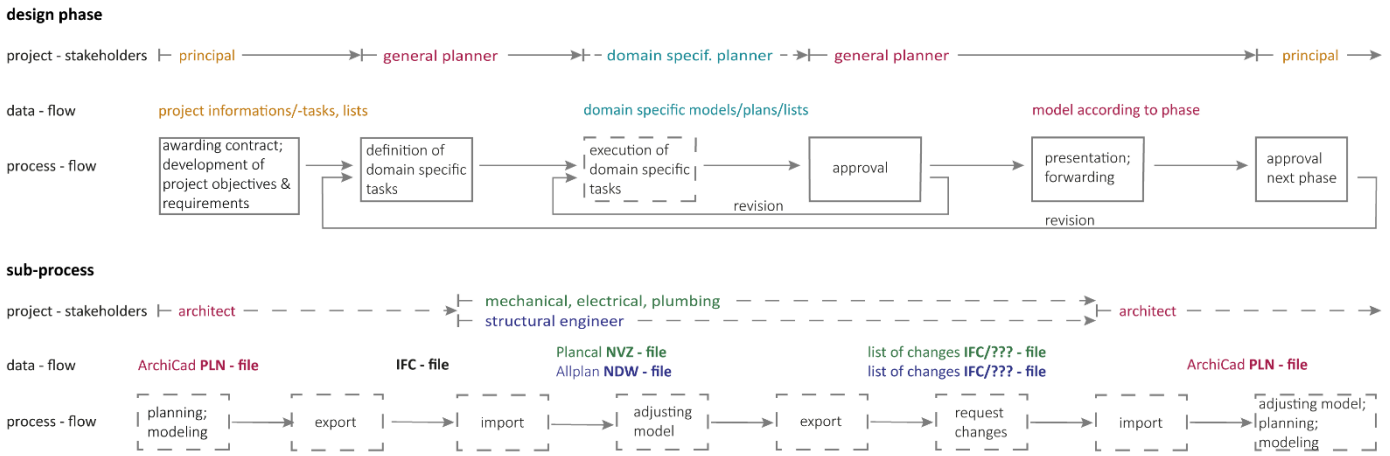 design phase
project - stakeholders principal general planner domain specif. planner general planner principal
data - flow project informations/-tasks, lists domain specific models/plans/lists model according to phase
process - flow
awarding contract;
development of
project objectives &
requirements
definition of
domain specific
tasks
execution of
domain specific
tasks
approval
presentation;
forwarding
approval
next phase
revision
revision
sub-process
project - stakeholders architect
mechanical, electrical, plumbing
structural engineer
architect
data - flow ArchiCad PLN - file IFC - file
Plancal NVZ - file
Allplan NDW - file
list of changes IFC/??? - file
list of changes IFC/??? - file
ArchiCad PLN - file
process - flow
planning;
modeling
export
import
adjusting
model
export
request
changes
import
adjusting model;
planning;
modeling